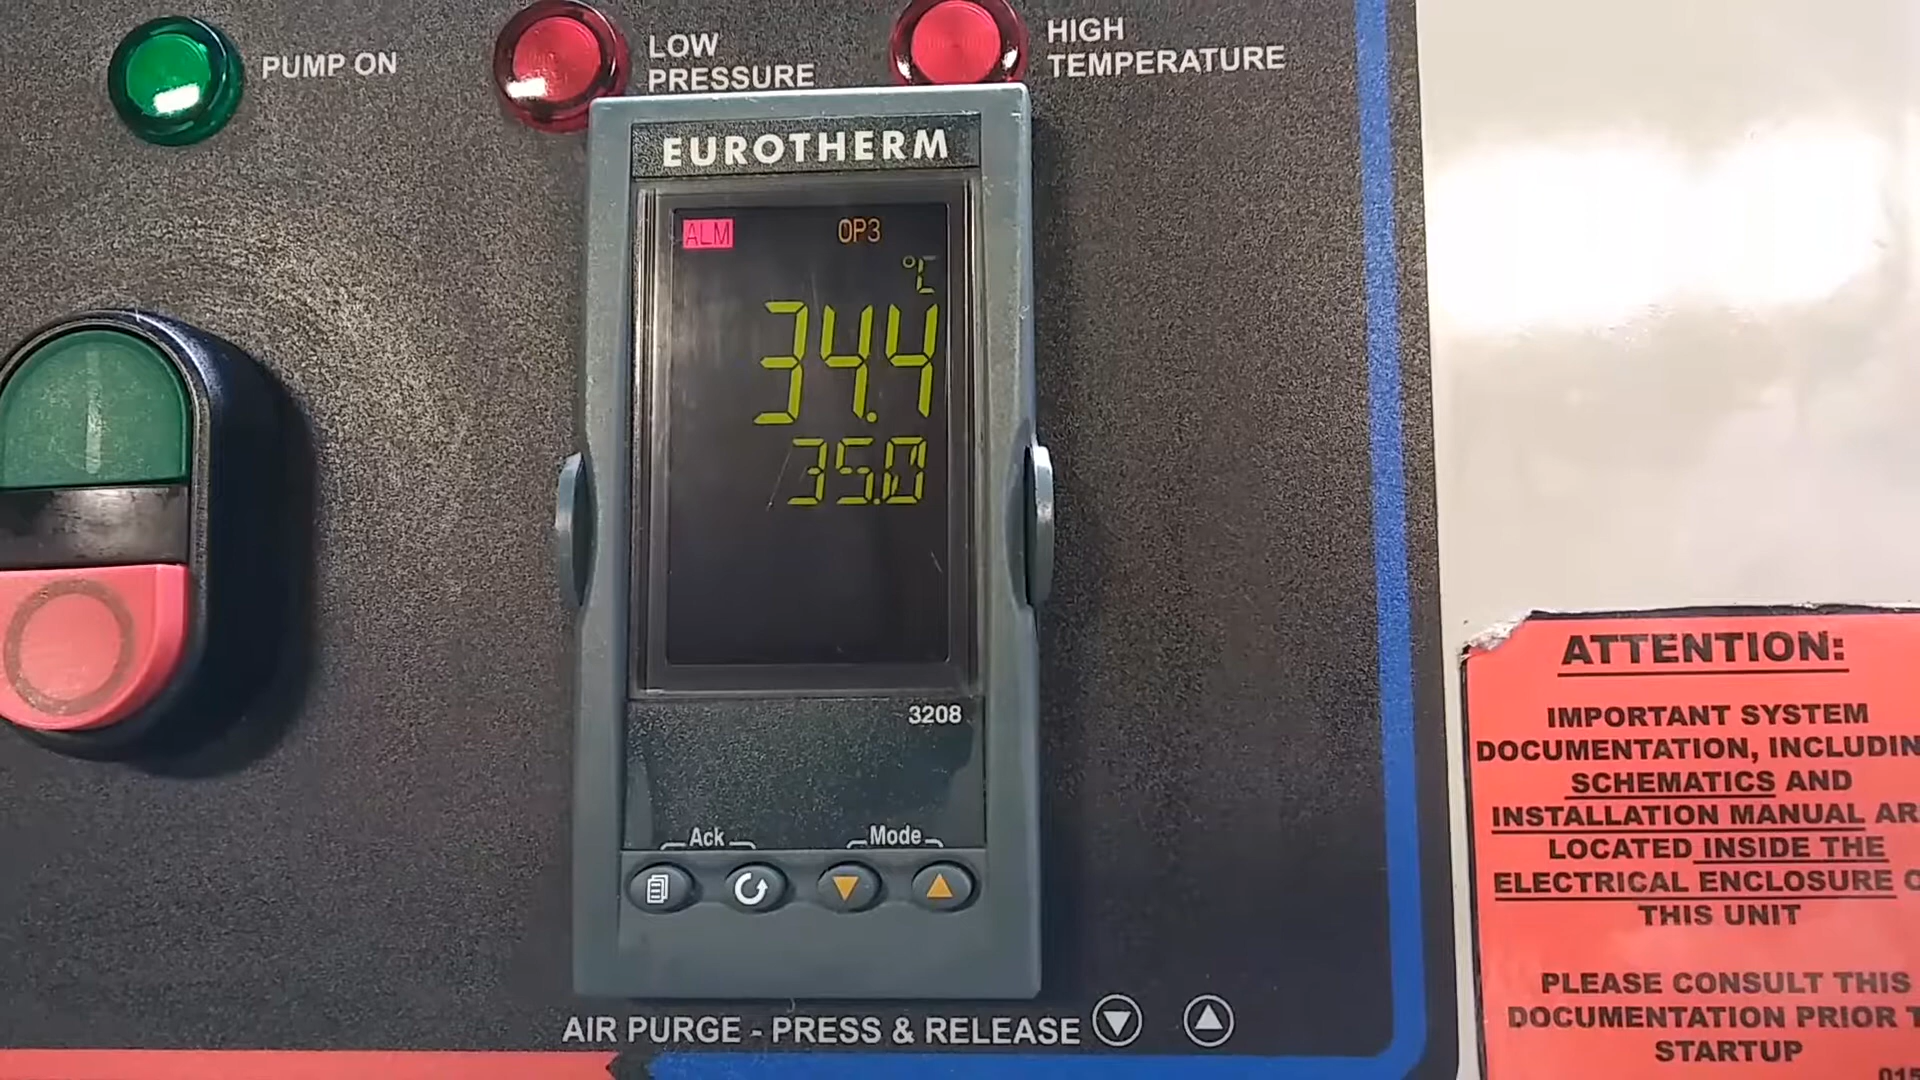 PUMP ON
LOW
PRESSURE
HIGH
TEMPERATURE
EUROTHERM
ALM OP3
°C
34.4
35.0
3208
Ack Mode
AIR PURGE - PRESS & RELEASE
ATTENTION:
IMPORTANT SYSTEM
DOCUMENTATION, INCLUDIN
SCHEMATICS AND
INSTALLATION MANUAL AR
LOCATED INSIDE THE
ELECTRICAL ENCLOSURE O
THIS UNIT
PLEASE CONSULT THIS
DOCUMENTATION PRIOR T
STARTUP
015